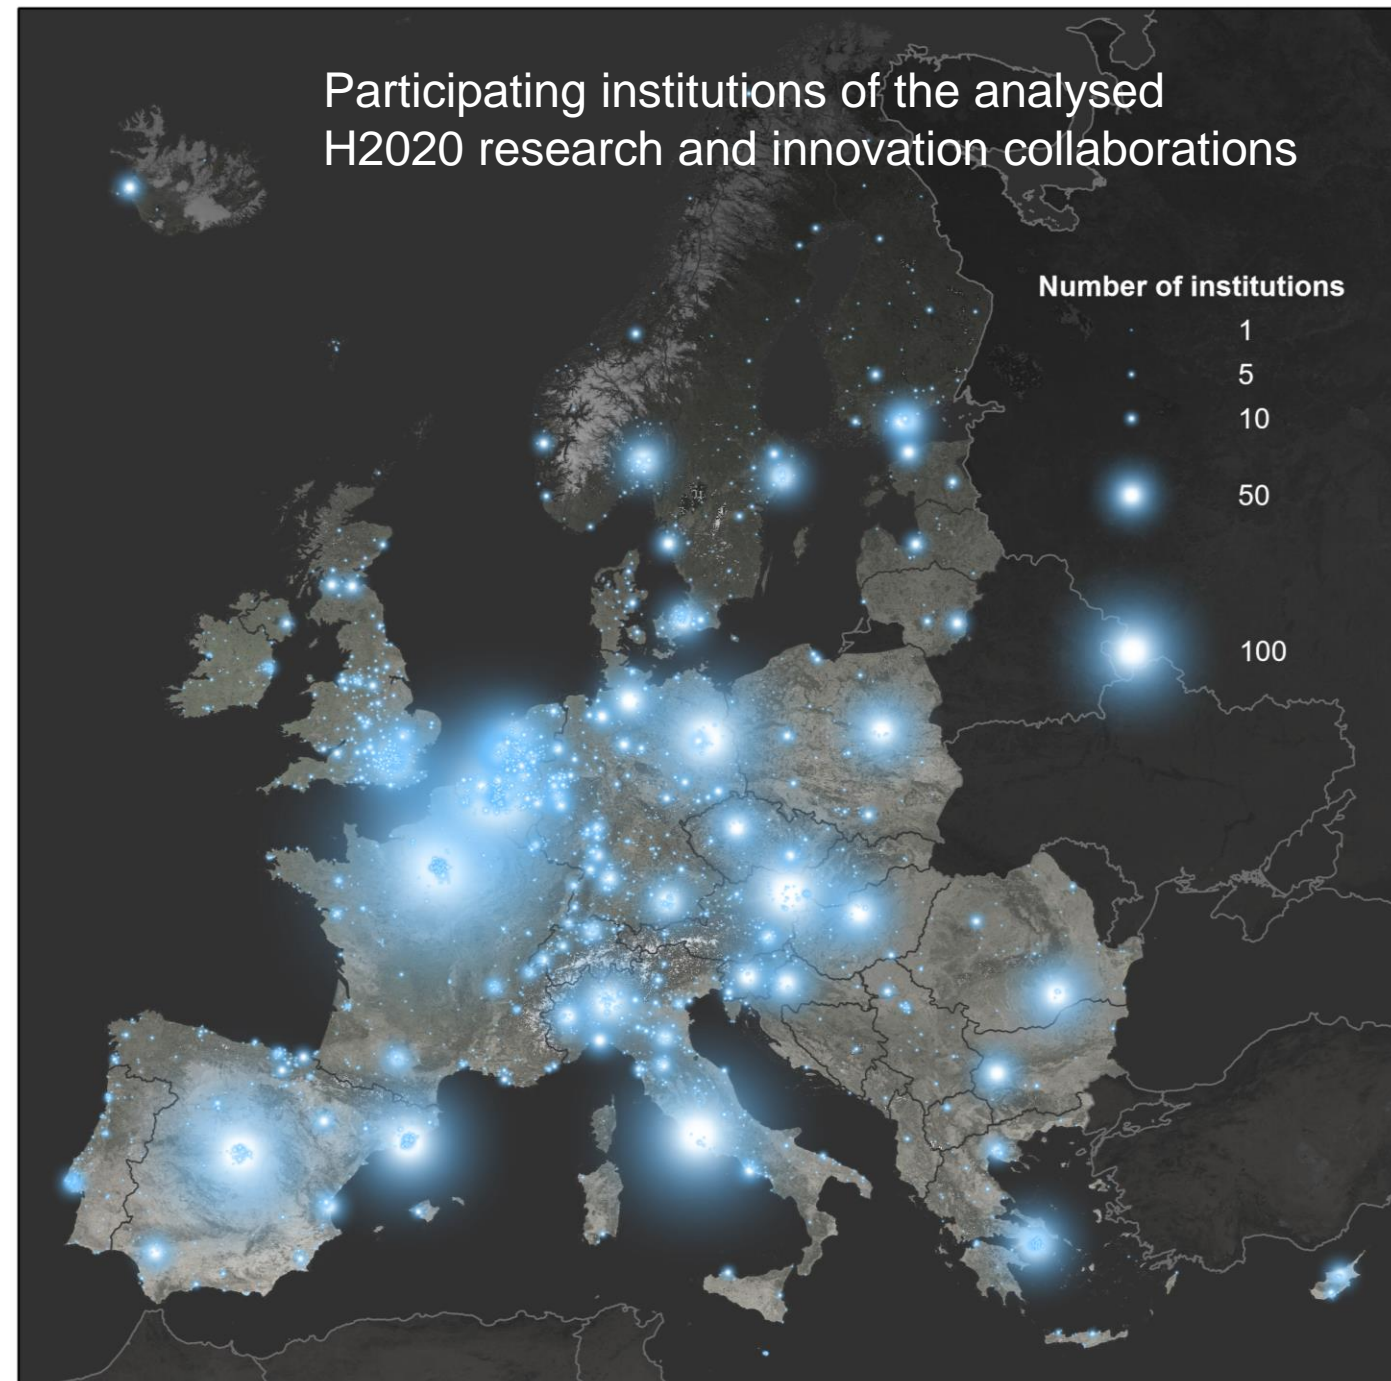 Participating institutions of the analysed
H2020 research and innovation collaborations
Number of institutions
1
5
10
50
100